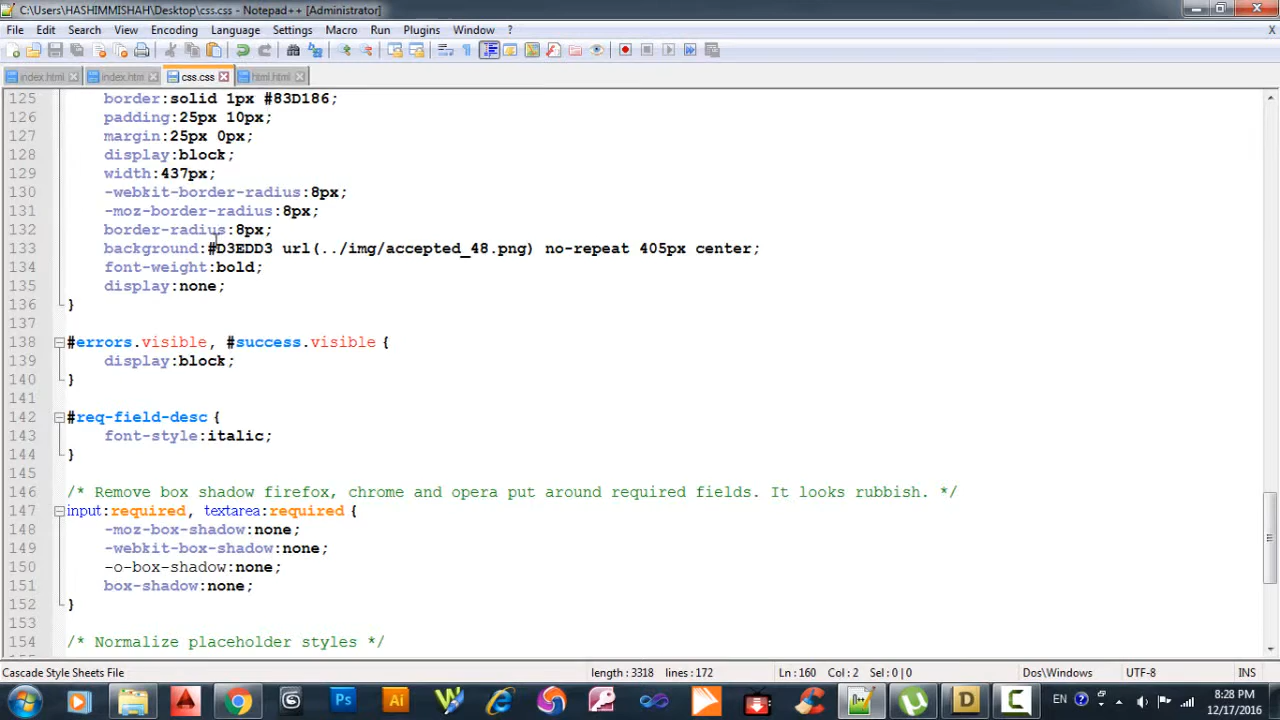 C:\Users\HASHIMMISHAH\Desktop\css.css - Notepad++ [Administrator]
File Edit Search View Encoding Language Settings Macro Run Plugins Window ? X
index.html index.htm css.css html.html
125 border:solid 1px #83D186;
126 padding:25px 10px;
127 margin:25px 0px;
128 display:block;
129 width:437px;
130 -webkit-border-radius:8px;
131 -moz-border-radius:8px;
132 border-radius:8px;
133 background:#D3EDD3 url(../img/accepted_48.png) no-repeat 405px center;
134 font-weight:bold;
135 display:none;
136 }
137
138 #errors.visible, #success.visible {
139 display:block;
140 }
141
142 #req-field-desc {
143 font-style:italic;
144 }
145
146 /* Remove box shadow firefox, chrome and opera put around required fields. It looks rubbish. */
147 input:required, textarea:required {
148 -moz-box-shadow:none;
149 -webkit-box-shadow:none;
150 -o-box-shadow:none;
151 box-shadow:none;
152 }
153
154 /* Normalize placeholder styles */
Cascade Style Sheets File length : 3318 lines : 172 Ln : 160 Col : 2 Sel : 0 | 0 Dos\Windows UTF-8 INS
Ps Ai D C EN 8:28 PM
12/17/2016